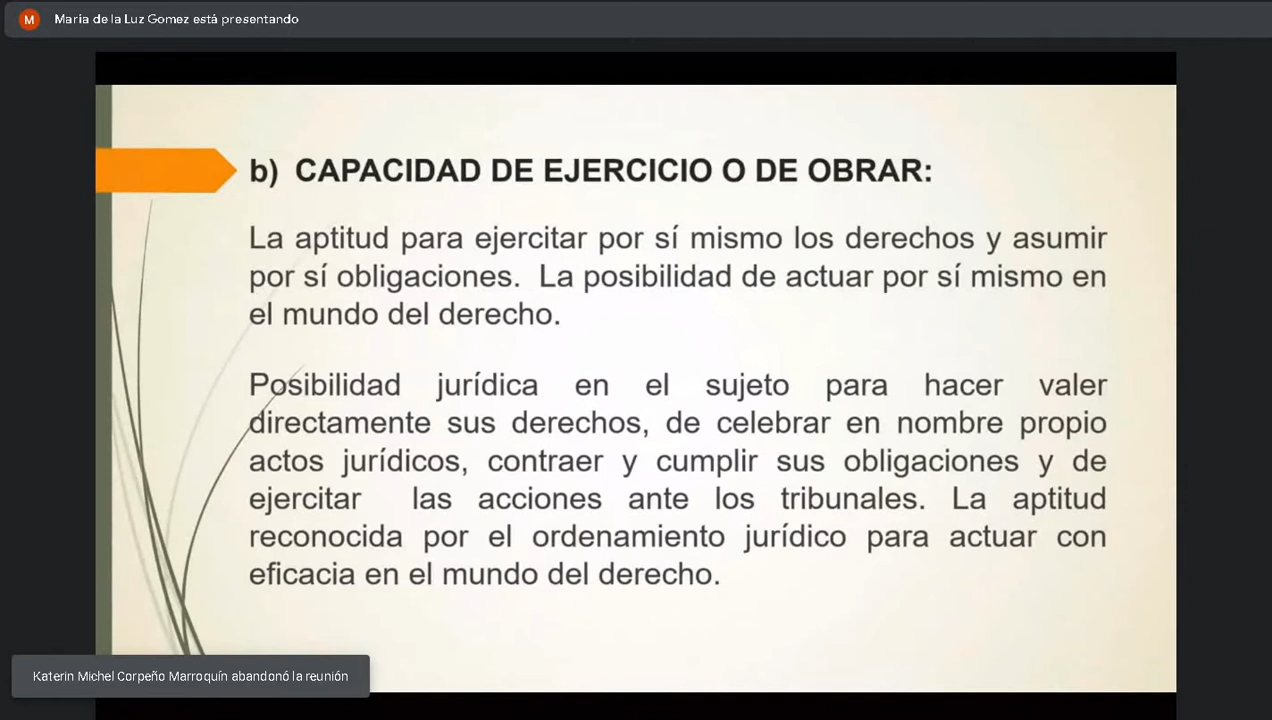 M
Maria de la Luz Gomez está presentando
b) CAPACIDAD DE EJERCICIO O DE OBRAR:
La aptitud para ejercitar por sí mismo los derechos y asumir
por sí obligaciones. La posibilidad de actuar por sí mismo en
el mundo del derecho.
Posibilidad jurídica en el sujeto para hacer valer
directamente sus derechos, de celebrar en nombre propio
actos jurídicos, contraer y cumplir sus obligaciones y de
ejercitar las acciones ante los tribunales. La aptitud
reconocida por el ordenamiento jurídico para actuar con
eficacia en el mundo del derecho.
Katerin Michel Corpeño Marroquín abandonó la reunión